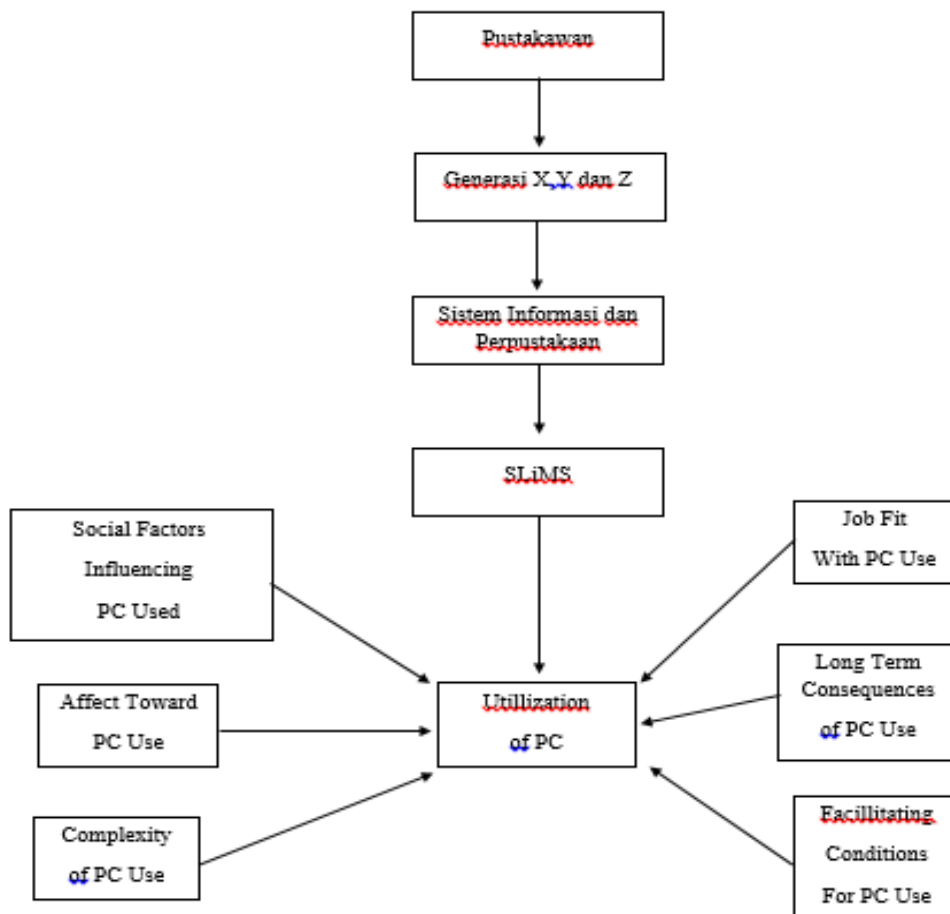 Pustakawan
Generasi X,Y dan Z
Sistem Informasi dan
Perpustakaan
SLiMS
Social Factors
Influencing
PC Used
Job Fit
With PC Use
Affect Toward
PC Use
Utillization
of PC
Long Term
Consequences
of PC Use
Complexity
of PC Use
Facillitating
Conditions
For PC Use